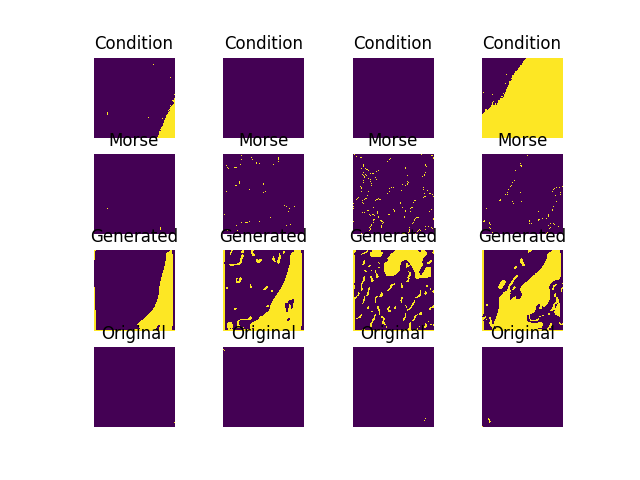 Condition Condition Condition Condition
Morse Morse Morse Morse
Generated Generated Generated Generated
Original Original Original Original